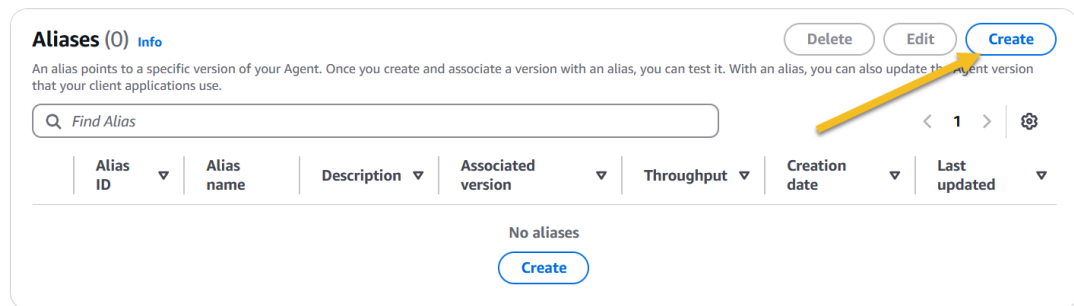 Aliases (0) Info
Delete
Edit
Create
An alias points to a specific version of your Agent. Once you create and associate a version with an alias, you can test it. With an alias, you can also update the Agent version
that your client applications use.
Find Alias
1
Alias ID
Alias name
Description
Associated version
Throughput
Creation date
Last updated
No aliases
Create